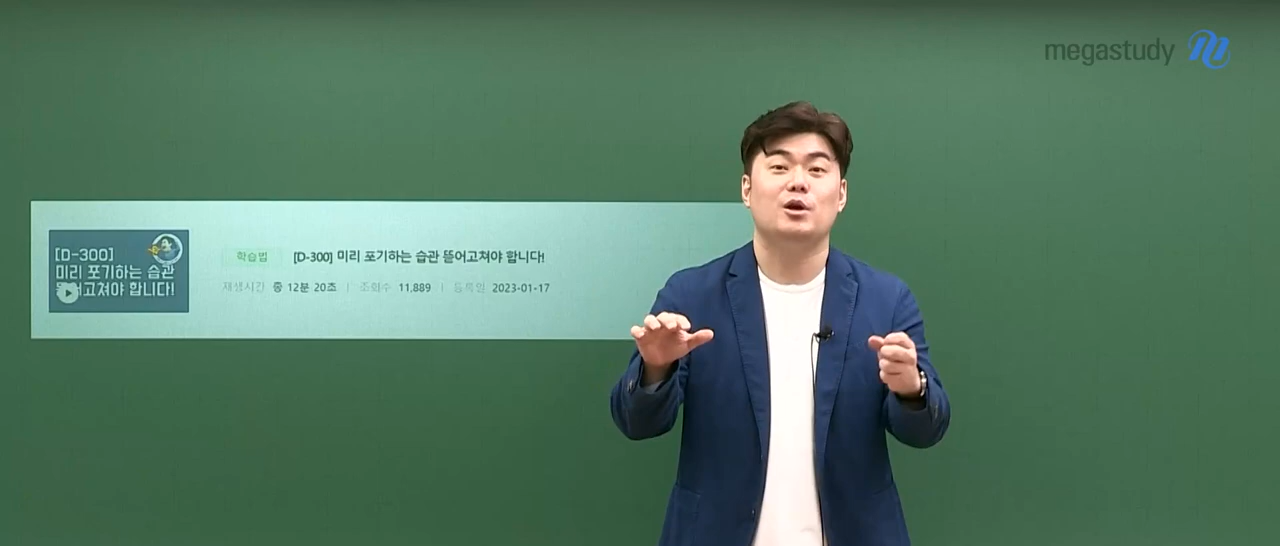 megastudy
[D-300]
미리 포기하는 습관
뜯어고쳐야 합니다!
학습법 [D-300] 미리 포기하는 습관 뜯어고쳐야 합니다!
재생시간 총 12분 20초 | 조회수 11,889 | 등록일 2023-01-17